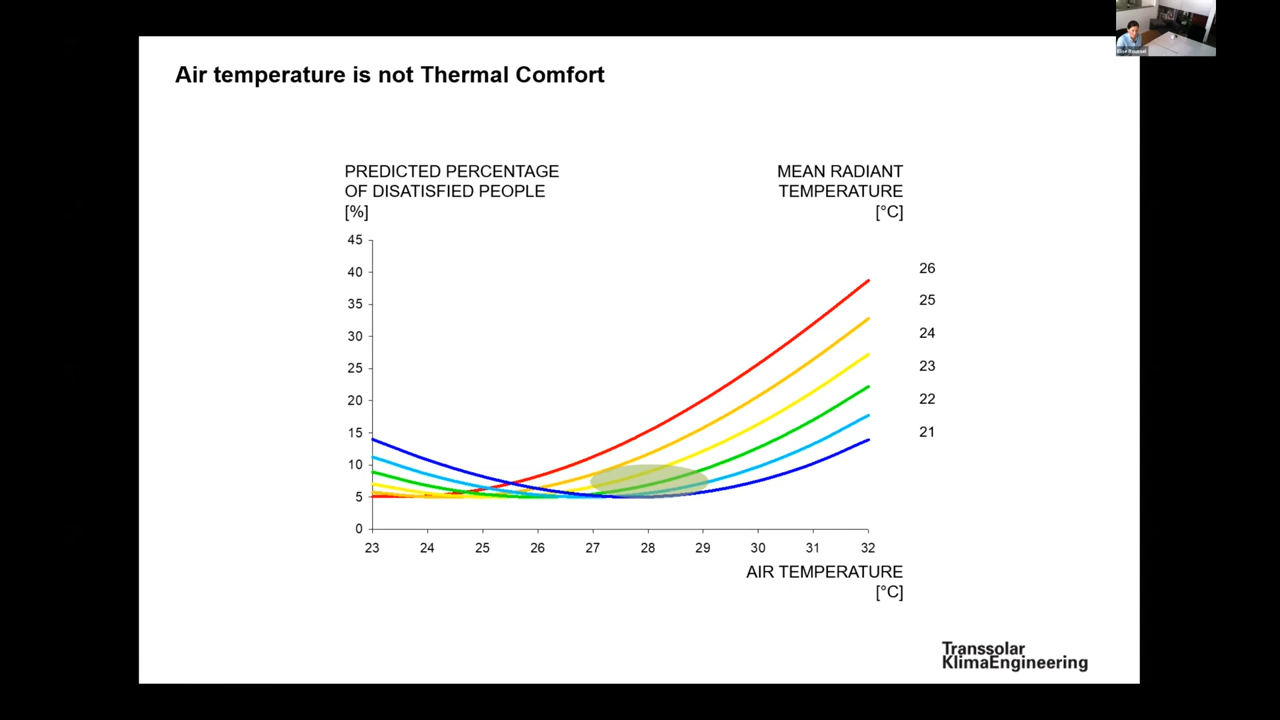 Elise Roussel
Air temperature is not Thermal Comfort
PREDICTED PERCENTAGE
OF DISATISFIED PEOPLE
[%]
MEAN RADIANT
TEMPERATURE
[°C]
45
40
35
30
25
20
15
10
5
0
26
25
24
23
22
21
23 24 25 26 27 28 29 30 31 32
AIR TEMPERATURE
[°C]
Transsolar
KlimaEngineering